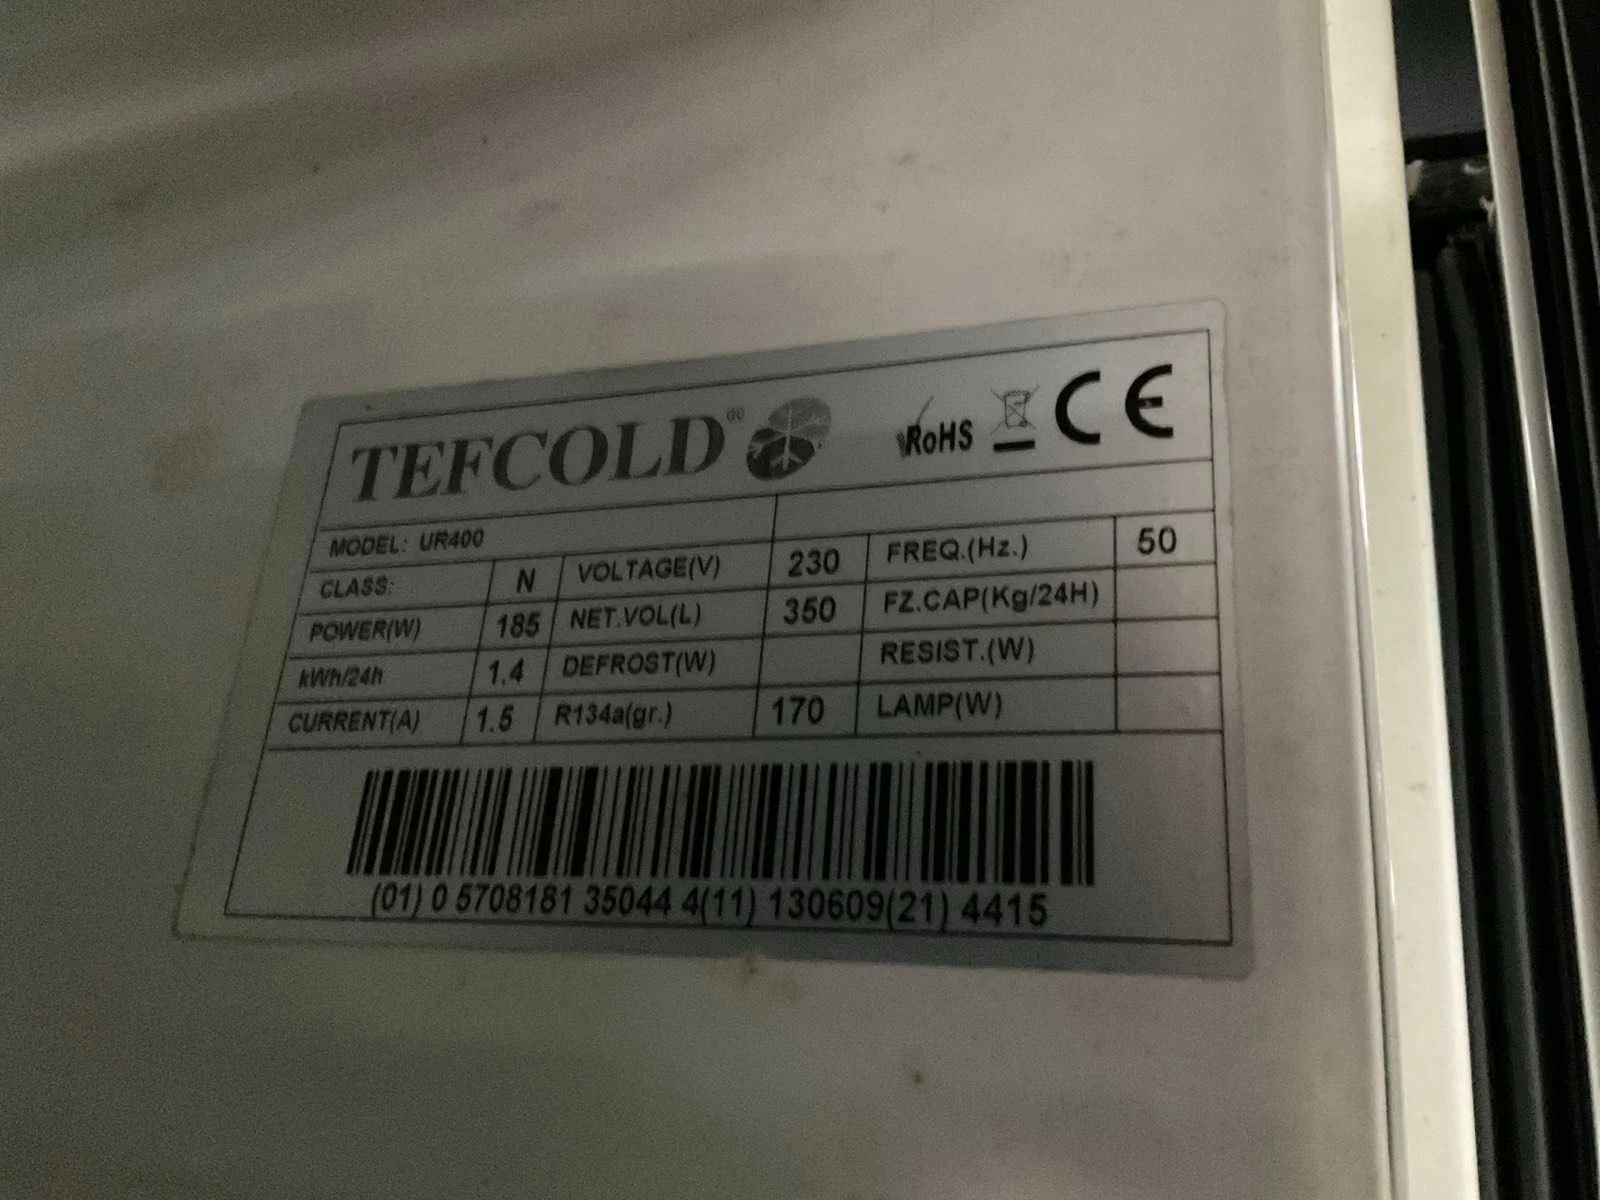 TEFCOLD
RoHS CE
MODEL: UR400
CLASS: N VOLTAGE(V) 230 FREQ.(Hz.) 50
POWER(W) 185 NET.VOL(L) 350 FZ.CAP(Kg/24H)
kWh/24h 1.4 DEFROST(W) RESIST.(W)
CURRENT(A) 1.5 R134a(gr.) 170 LAMP(W)
(01) 0 5708181 35044 4(11) 130609(21) 4415